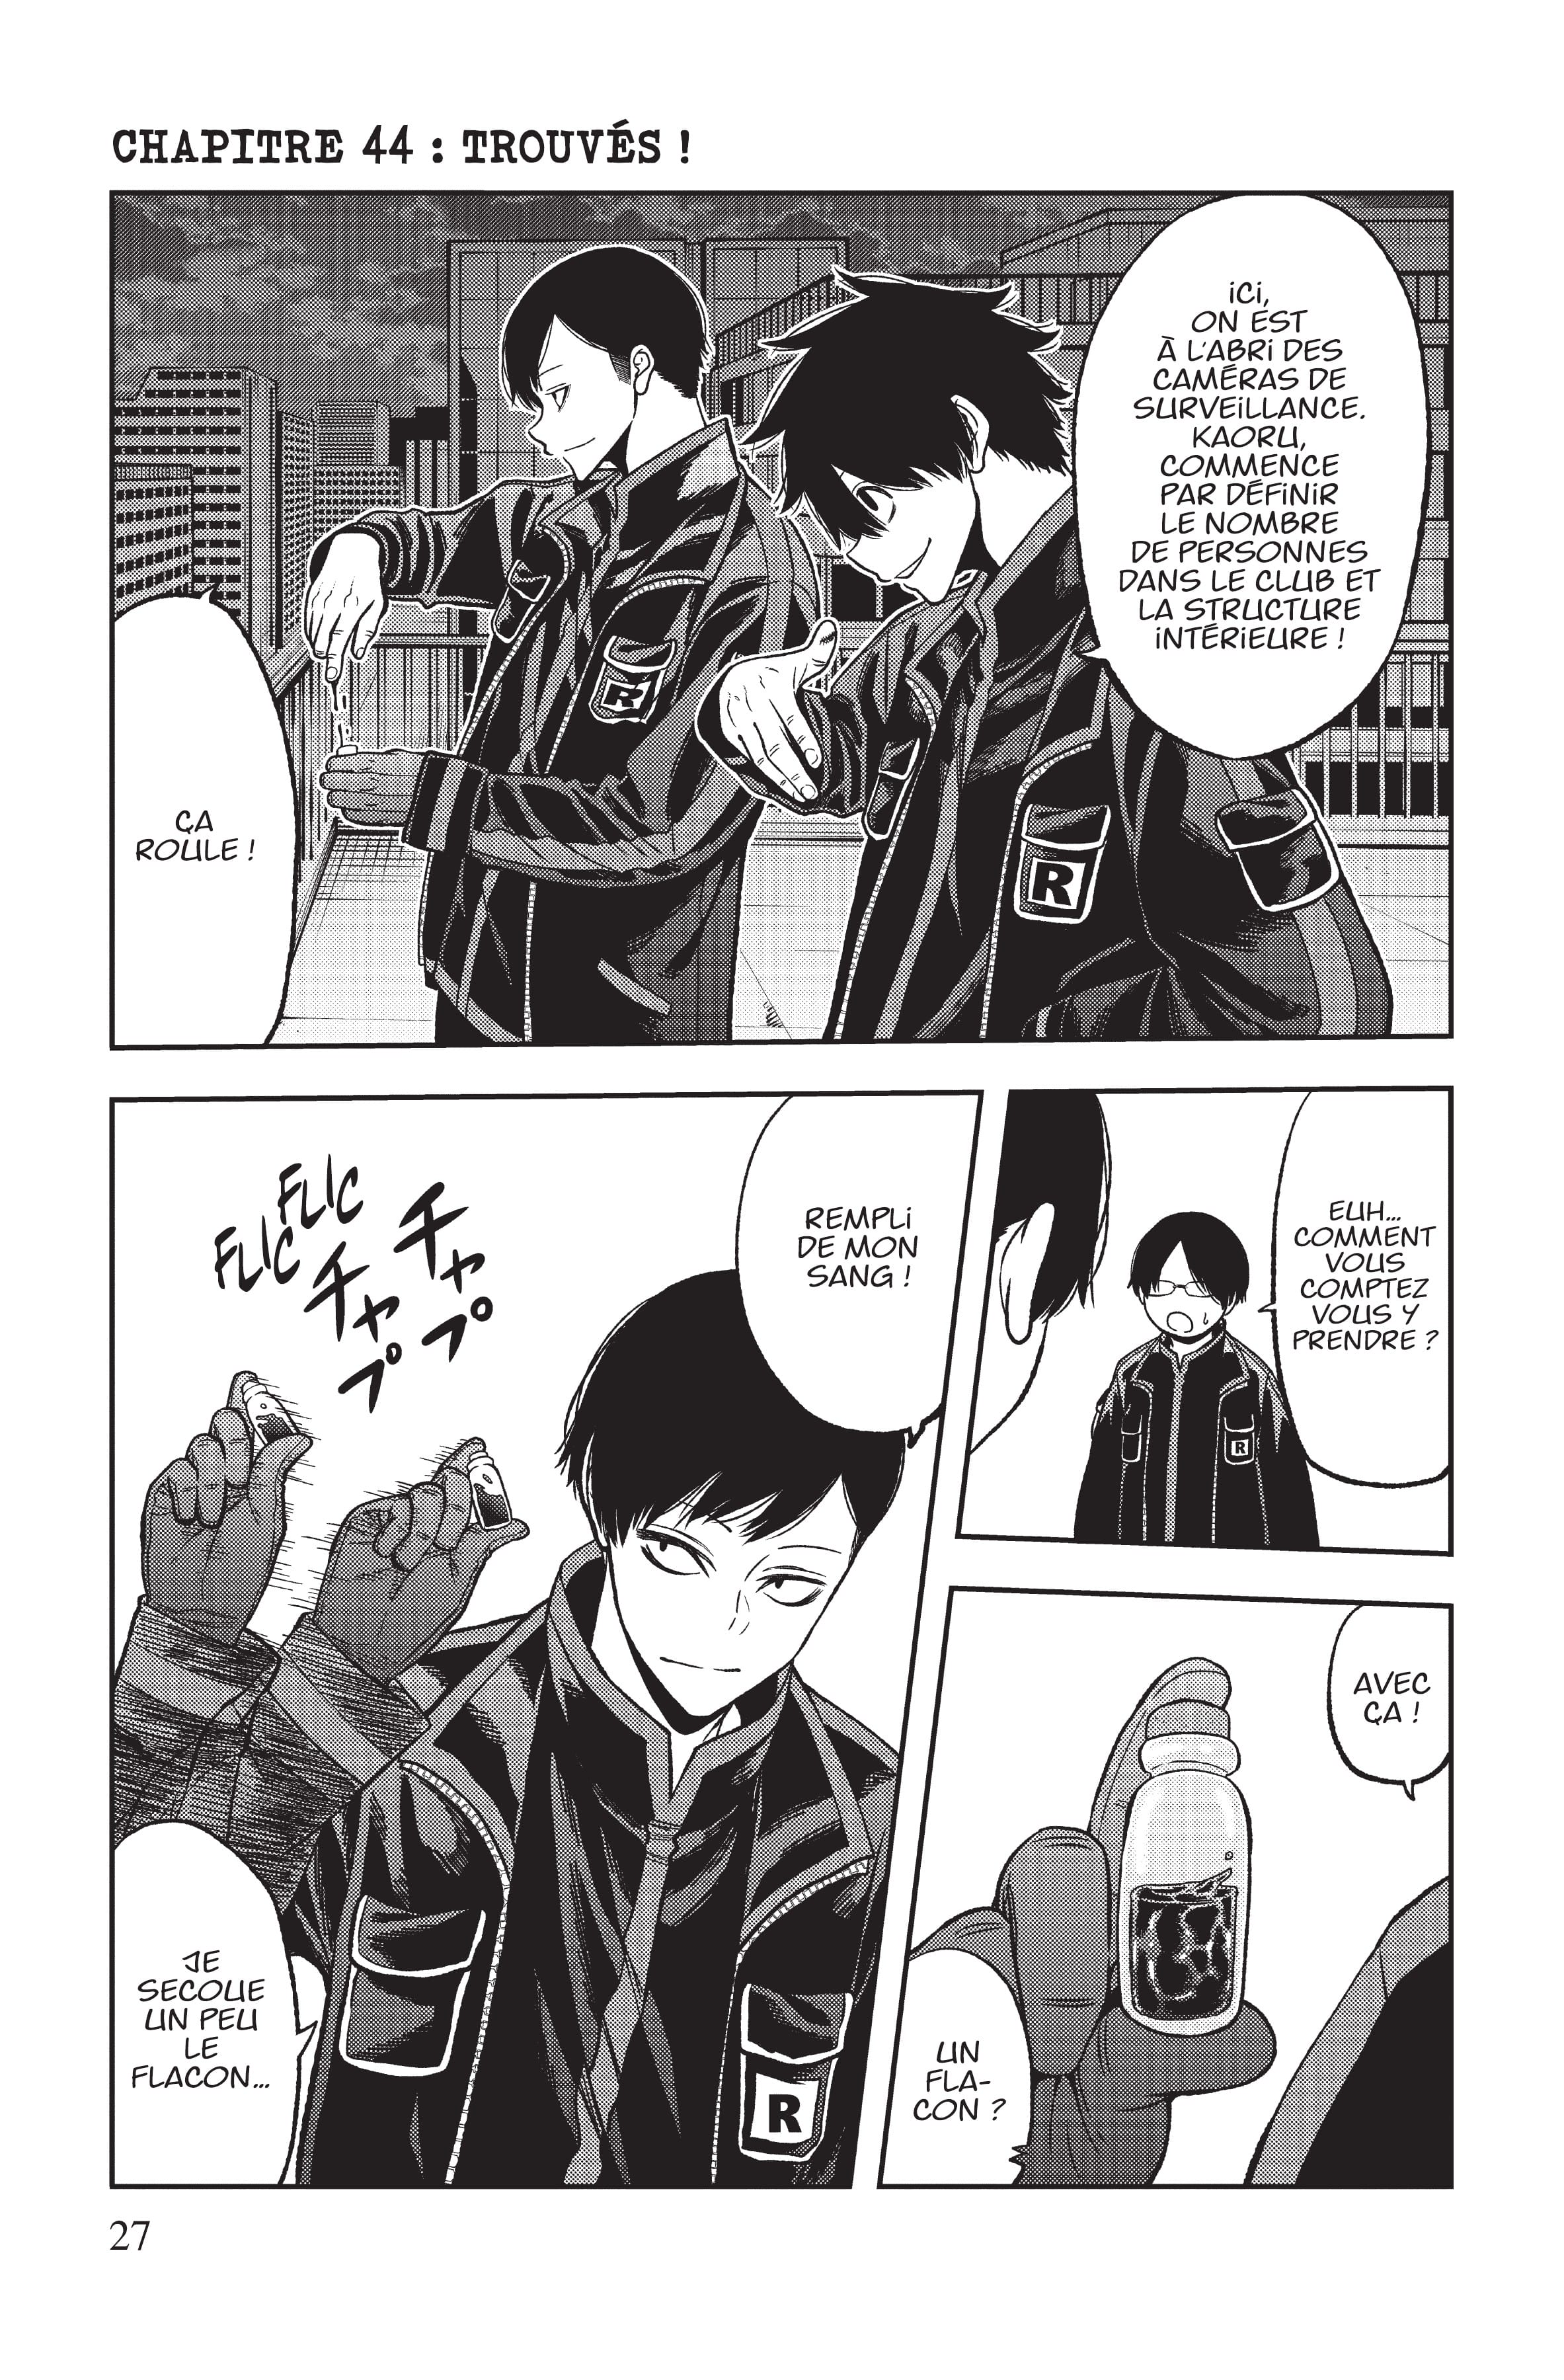 CHAPITRE 44 : TROUVÉS !
iCi,
ON EST
À L'ABRi DES
CAMÉRAS DE
SURVEiLLANCE.
KAORU,
COMMENCE
PAR DÉFiNiR
LE NOMBRE
DE PERSONNES
DANS LE CLUB ET
LA STRUCTURE
iNTÉRiEURE !
R
R
ÇA
ROULE !
EUH...
COMMENT
VOUS
COMPTEZ
VOUS Y
PRENDRE ?
R
AVEC
ÇA !
UN
FLA-
CON ?
REMPLi
DE MON
SANG !
FLIC
FLIC
チャプ
チャプ
JE
SECOUE
UN PEU
LE
FLACON...
R
27